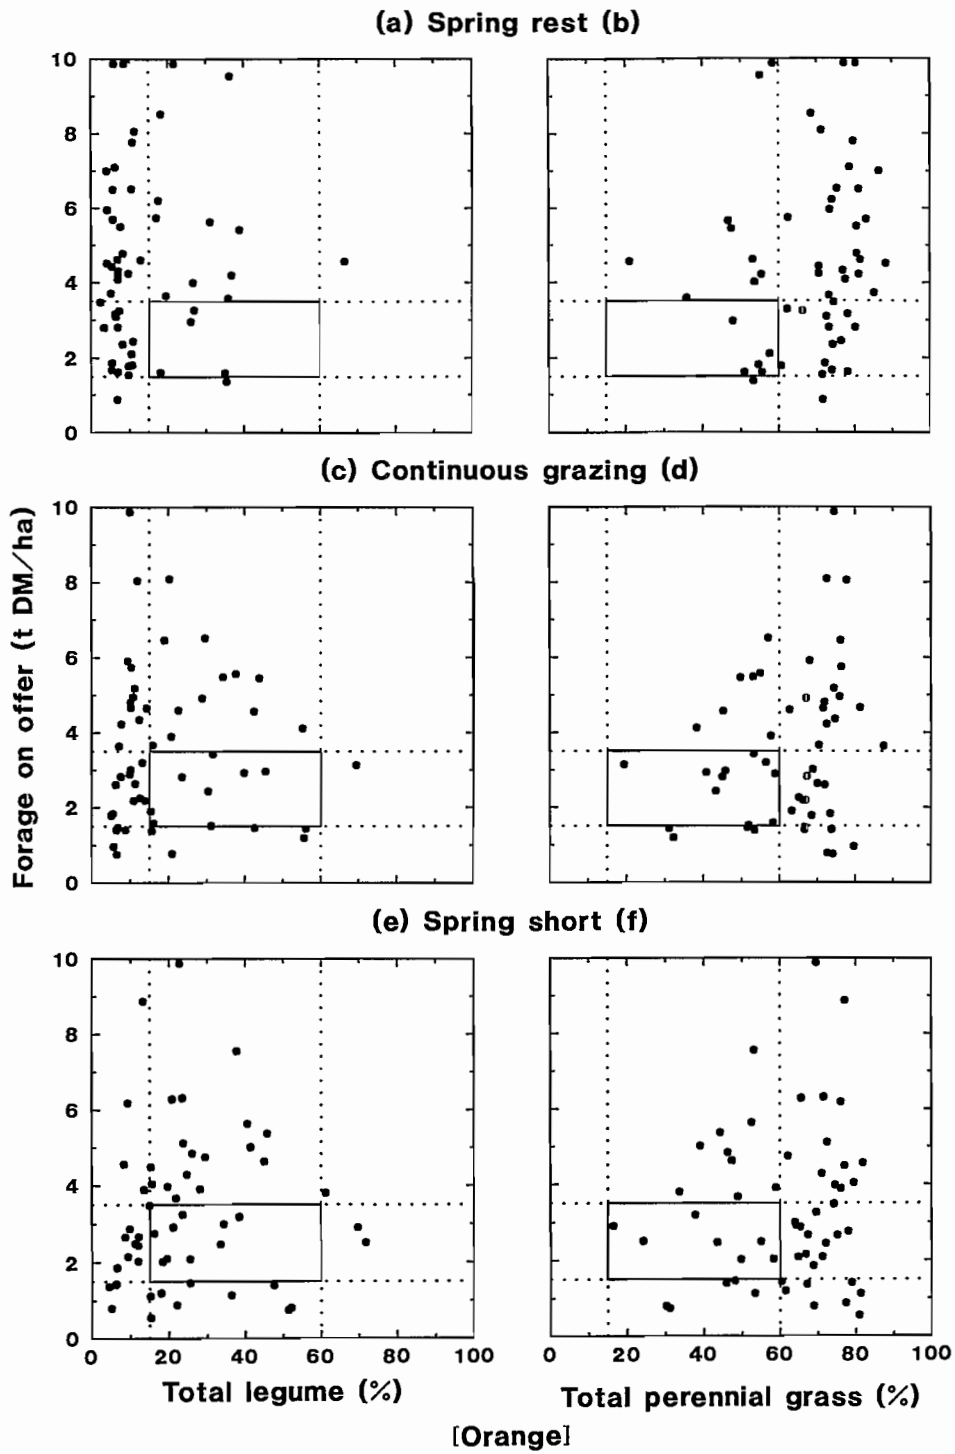 (a) Spring rest (b)
10
8
6
4
2
0
(c) Continuous grazing (d)
Forage on offer (t DM/ha)
10
8
6
4
2
0
(e) Spring short (f)
10
8
6
4
2
0
0 20 40 60 80 100
0 20 40 60 80 100
Total legume (%)
Total perennial grass (%)
[Orange]